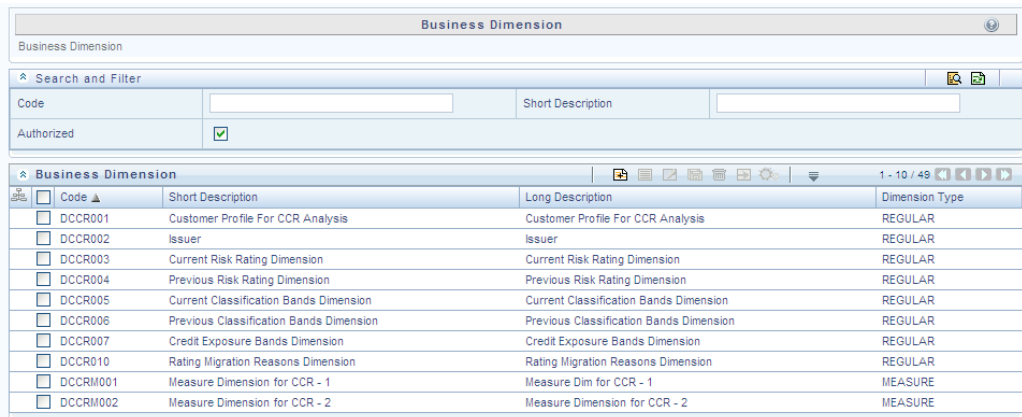 Business Dimension
Business Dimension
Search and Filter
Code Short Description
Authorized
Business Dimension 1 - 10 / 49
Code Short Description Long Description Dimension Type
DCCR001 Customer Profile For CCR Analysis Customer Profile For CCR Analysis REGULAR
DCCR002 Issuer Issuer REGULAR
DCCR003 Current Risk Rating Dimension Current Risk Rating Dimension REGULAR
DCCR004 Previous Risk Rating Dimension Previous Risk Rating Dimension REGULAR
DCCR005 Current Classification Bands Dimension Current Classification Bands Dimension REGULAR
DCCR006 Previous Classification Bands Dimension Previous Classification Bands Dimension REGULAR
DCCR007 Credit Exposure Bands Dimension Credit Exposure Bands Dimension REGULAR
DCCR010 Rating Migration Reasons Dimension Rating Migration Reasons Dimension REGULAR
DCCRM001 Measure Dimension for CCR - 1 Measure Dim for CCR - 1 MEASURE
DCCRM002 Measure Dimension for CCR - 2 Measure Dimension for CCR - 2 MEASURE